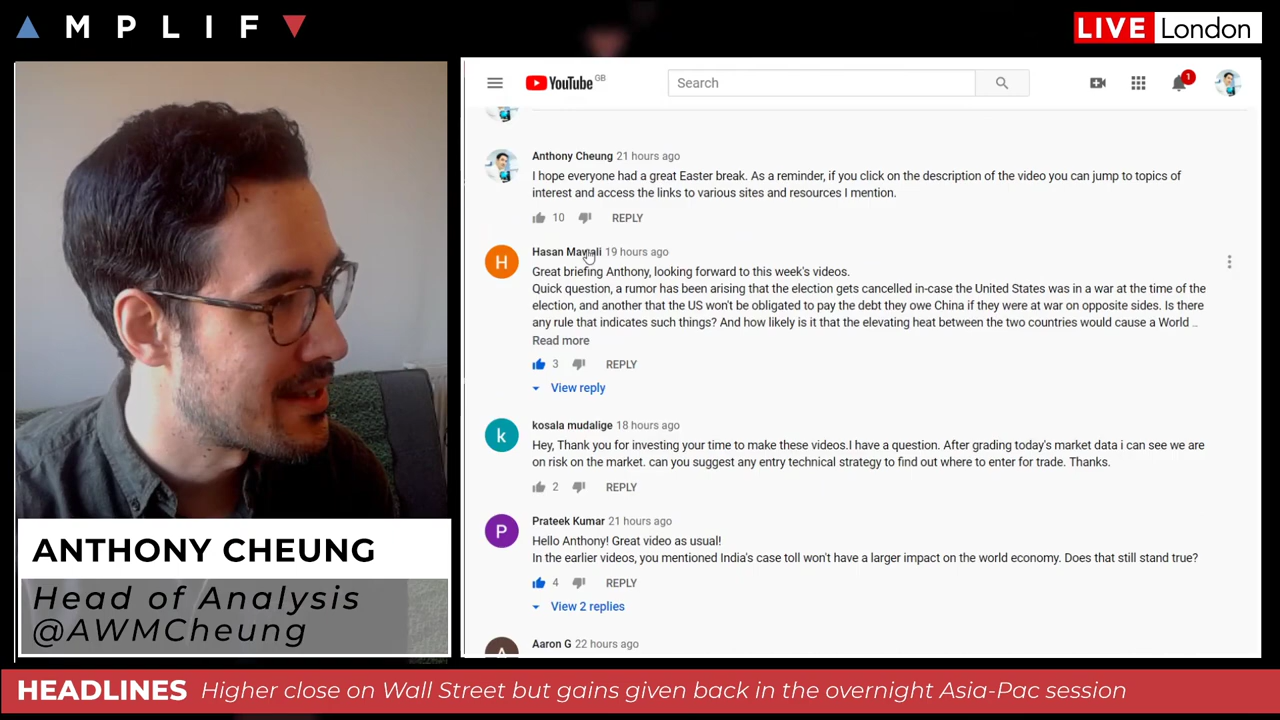 AMPLIFY
LIVE London
YouTube GB
Search
1
Anthony Cheung 21 hours ago
I hope everyone had a great Easter break. As a reminder, if you click on the description of the video you can jump to topics of
interest and access the links to various sites and resources I mention.
10 REPLY
H
Hasan Mawjali 19 hours ago
Great briefing Anthony, looking forward to this week's videos.
Quick question, a rumor has been arising that the election gets cancelled in-case the United States was in a war at the time of the
election, and another that the US won't be obligated to pay the debt they owe China if they were at war on opposite sides. Is there
any rule that indicates such things? And how likely is it that the elevating heat between the two countries would cause a World ...
Read more
3 REPLY
View reply
k
kosala mudalige 18 hours ago
Hey, Thank you for investing your time to make these videos.I have a question. After grading today's market data i can see we are
on risk on the market. can you suggest any entry technical strategy to find out where to enter for trade. Thanks.
2 REPLY
P
Prateek Kumar 21 hours ago
Hello Anthony! Great video as usual!
In the earlier videos, you mentioned India's case toll won't have a larger impact on the world economy. Does that still stand true?
4 REPLY
View 2 replies
A
Aaron G 22 hours ago
ANTHONY CHEUNG
Head of Analysis
@AWMCheung
HEADLINES Higher close on Wall Street but gains given back in the overnight Asia-Pac session